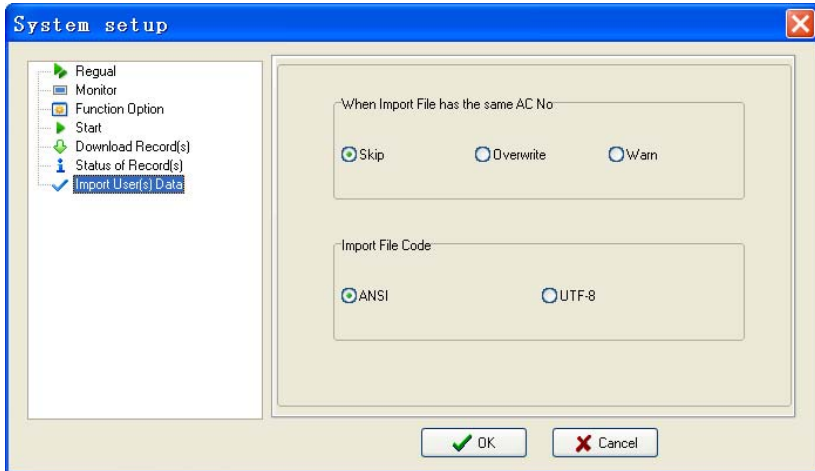 System setup
Regual
Monitor
Function Option
Start
Download Record(s)
Status of Record(s)
Import User(s) Data
When Import File has the same AC No
Skip Overwrite Warn
Import File Code
ANSI UTF-8
OK Cancel